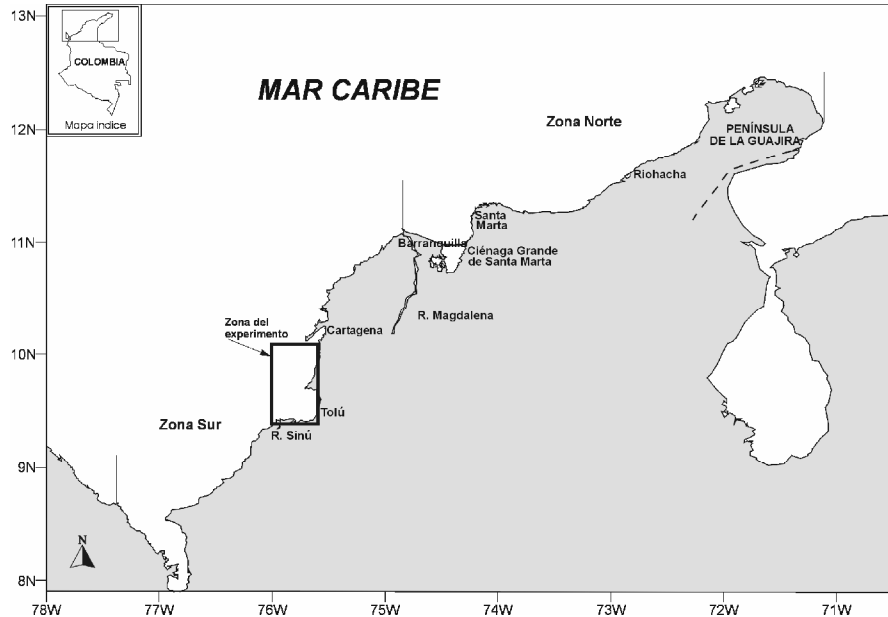 13N
COLOMBIA
Mapa indice
MAR CARIBE
12N
Zona Norte
PENÍNSULA
DE LA GUAJIRA
Riohacha
Santa
Marta
11N
Barranquilla
Ciénaga Grande
de Santa Marta
Zona del
experimento
R. Magdalena
Cartagena
10N
Tolú
Zona Sur
R. Sinú
9N
N
8N
78W
77W
76W
75W
74W
73W
72W
71W